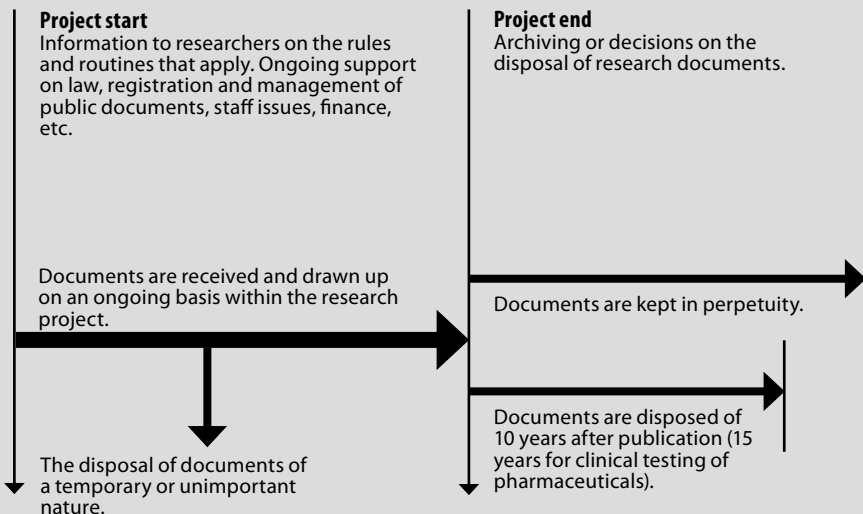 Project start
Information to researchers on the rules
and routines that apply. Ongoing support
on law, registration and management of
public documents, staff issues, finance,
etc.
Project end
Archiving or decisions on the
disposal of research documents.
Documents are received and drawn up
on an ongoing basis within the research
project.
Documents are kept in perpetuity.
The disposal of documents of
a temporary or unimportant
nature.
Documents are disposed of
10 years after publication (15
years for clinical testing of
pharmaceuticals).